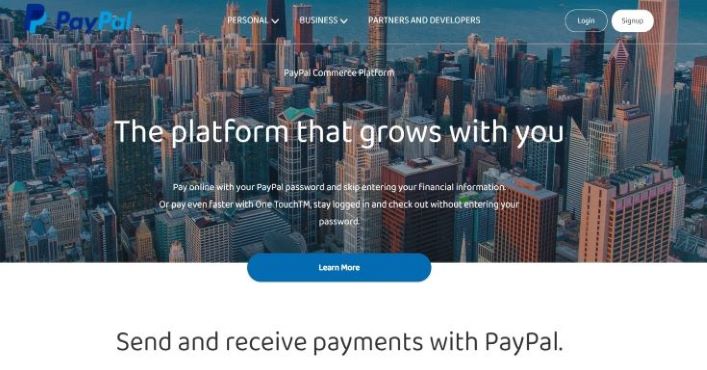 PayPal
PERSONAL BUSINESS PARTNERS AND DEVELOPERS Login Signup
PayPal Commerce Platform
The platform that grows with you
Pay online with your PayPal password and skip entering your financial information.
Or pay even faster with One TouchTM, stay logged in and check out without entering your
password.
Learn More
Send and receive payments with PayPal.